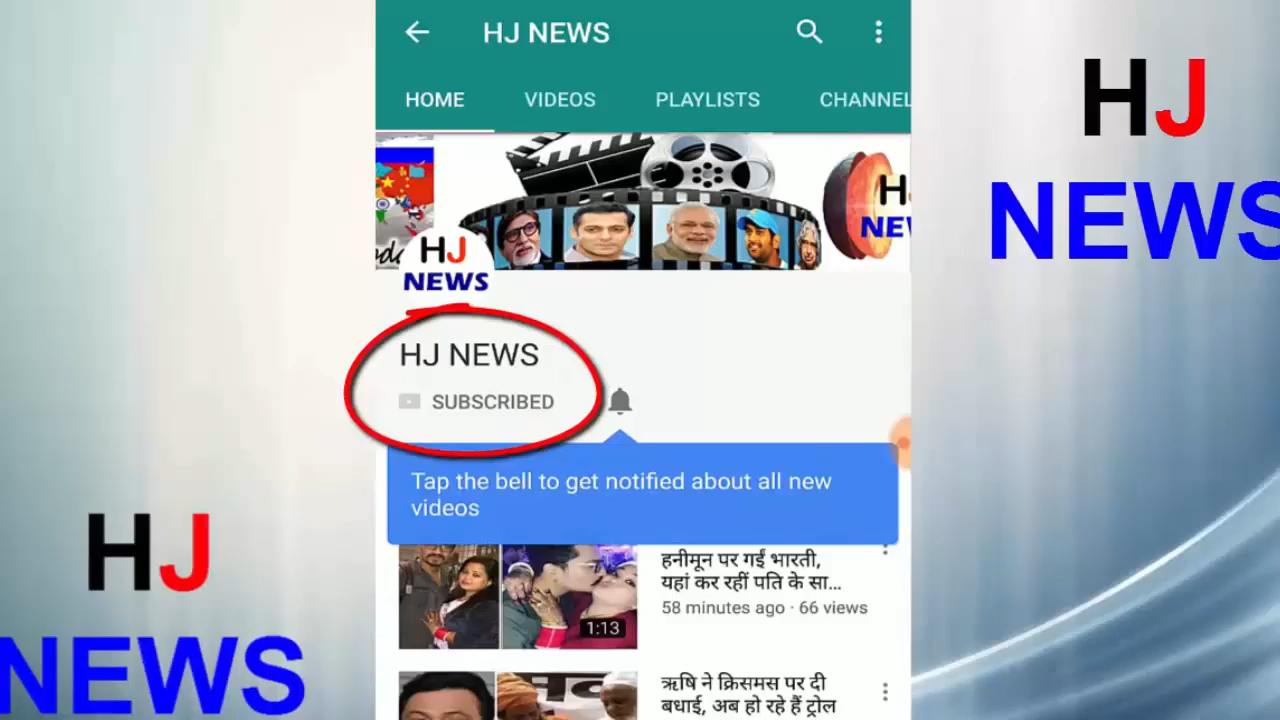 HJ NEWS
HOME VIDEOS PLAYLISTS CHANNEL
HJ
NEWS
HJ
NEWS
HJ NEWS
SUBSCRIBED
Tap the bell to get notified about all new
videos
हनीमून पर गईं भारती,
यहां कर रहीं पति के सा...
58 minutes ago · 66 views
1:13
ऋषि ने क्रिसमस पर दी
बधाई, अब हो रहे हैं ट्रोल
HJ
NEWS
HJ
NEWS